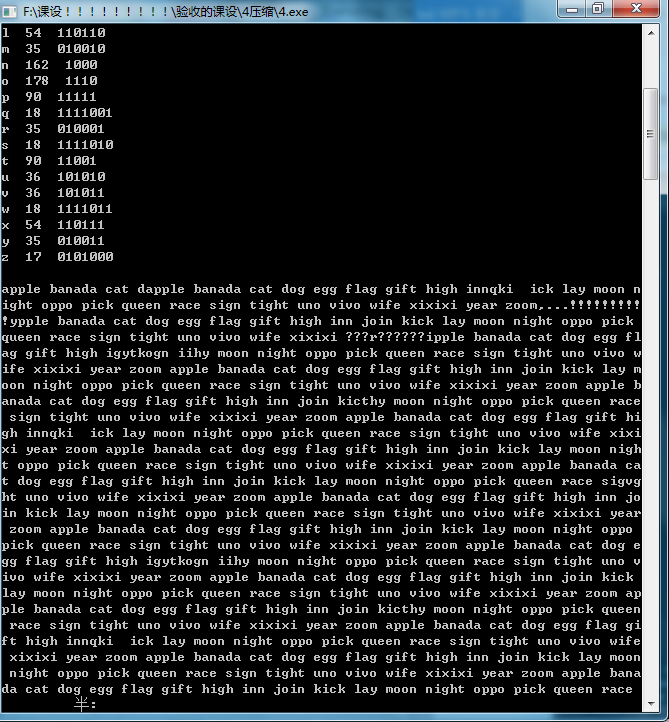 F:\课设！！！！！！！！！\验收的课设\4压缩\4.exe
l  54  110110
m  35  010010
n  162  1000
o  178  1110
p  90  11111
q  18  1111001
r  35  010001
s  18  1111010
t  90  11001
u  36  101010
v  36  101011
w  18  1111011
x  54  110111
y  35  010011
z  17  0101000
apple banada cat dapple banada cat dog egg flag gift high innqki  ick lay moon n
ight oppo pick queen race sign tight uno vivo wife xixixi year zoom,...!!!!!!!!!
!ypple banada cat dog egg flag gift high inn join kick lay moon night oppo pick
queen race sign tight uno vivo wife xixixi ???r??????ipple banada cat dog egg fl
ag gift high igytkogn iihy moon night oppo pick queen race sign tight uno vivo w
ife xixixi year zoom apple banada cat dog egg flag gift high inn join kick lay m
oon night oppo pick queen race sign tight uno vivo wife xixixi year zoom apple b
anada cat dog egg flag gift high inn join kicthy moon night oppo pick queen race
 sign tight uno vivo wife xixixi year zoom apple banada cat dog egg flag gift hi
gh innqki  ick lay moon night oppo pick queen race sign tight uno vivo wife xixi
xi year zoom apple banada cat dog egg flag gift high inn join kick lay moon nigh
t oppo pick queen race sign tight uno vivo wife xixixi year zoom apple banada ca
t dog egg flag gift high inn join kick lay moon night oppo pick queen race sigvg
ht uno vivo wife xixixi year zoom apple banada cat dog egg flag gift high inn jo
in kick lay moon night oppo pick queen race sign tight uno vivo wife xixixi year
 zoom apple banada cat dog egg flag gift high inn join kick lay moon night oppo
pick queen race sign tight uno vivo wife xixixi year zoom apple banada cat dog e
gg flag gift high igytkogn iihy moon night oppo pick queen race sign tight uno v
ivo wife xixixi year zoom apple banada cat dog egg flag gift high inn join kick
lay moon night oppo pick queen race sign tight uno vivo wife xixixi year zoom ap
ple banada cat dog egg flag gift high inn join kicthy moon night oppo pick queen
 race sign tight uno vivo wife xixixi year zoom apple banada cat dog egg flag gi
ft high innqki  ick lay moon night oppo pick queen race sign tight uno vivo wife
 xixixi year zoom apple banada cat dog egg flag gift high inn join kick lay moon
 night oppo pick queen race sign tight uno vivo wife xixixi year zoom apple bana
da cat dog egg flag gift high inn join kick lay moon night oppo pick queen race
半: